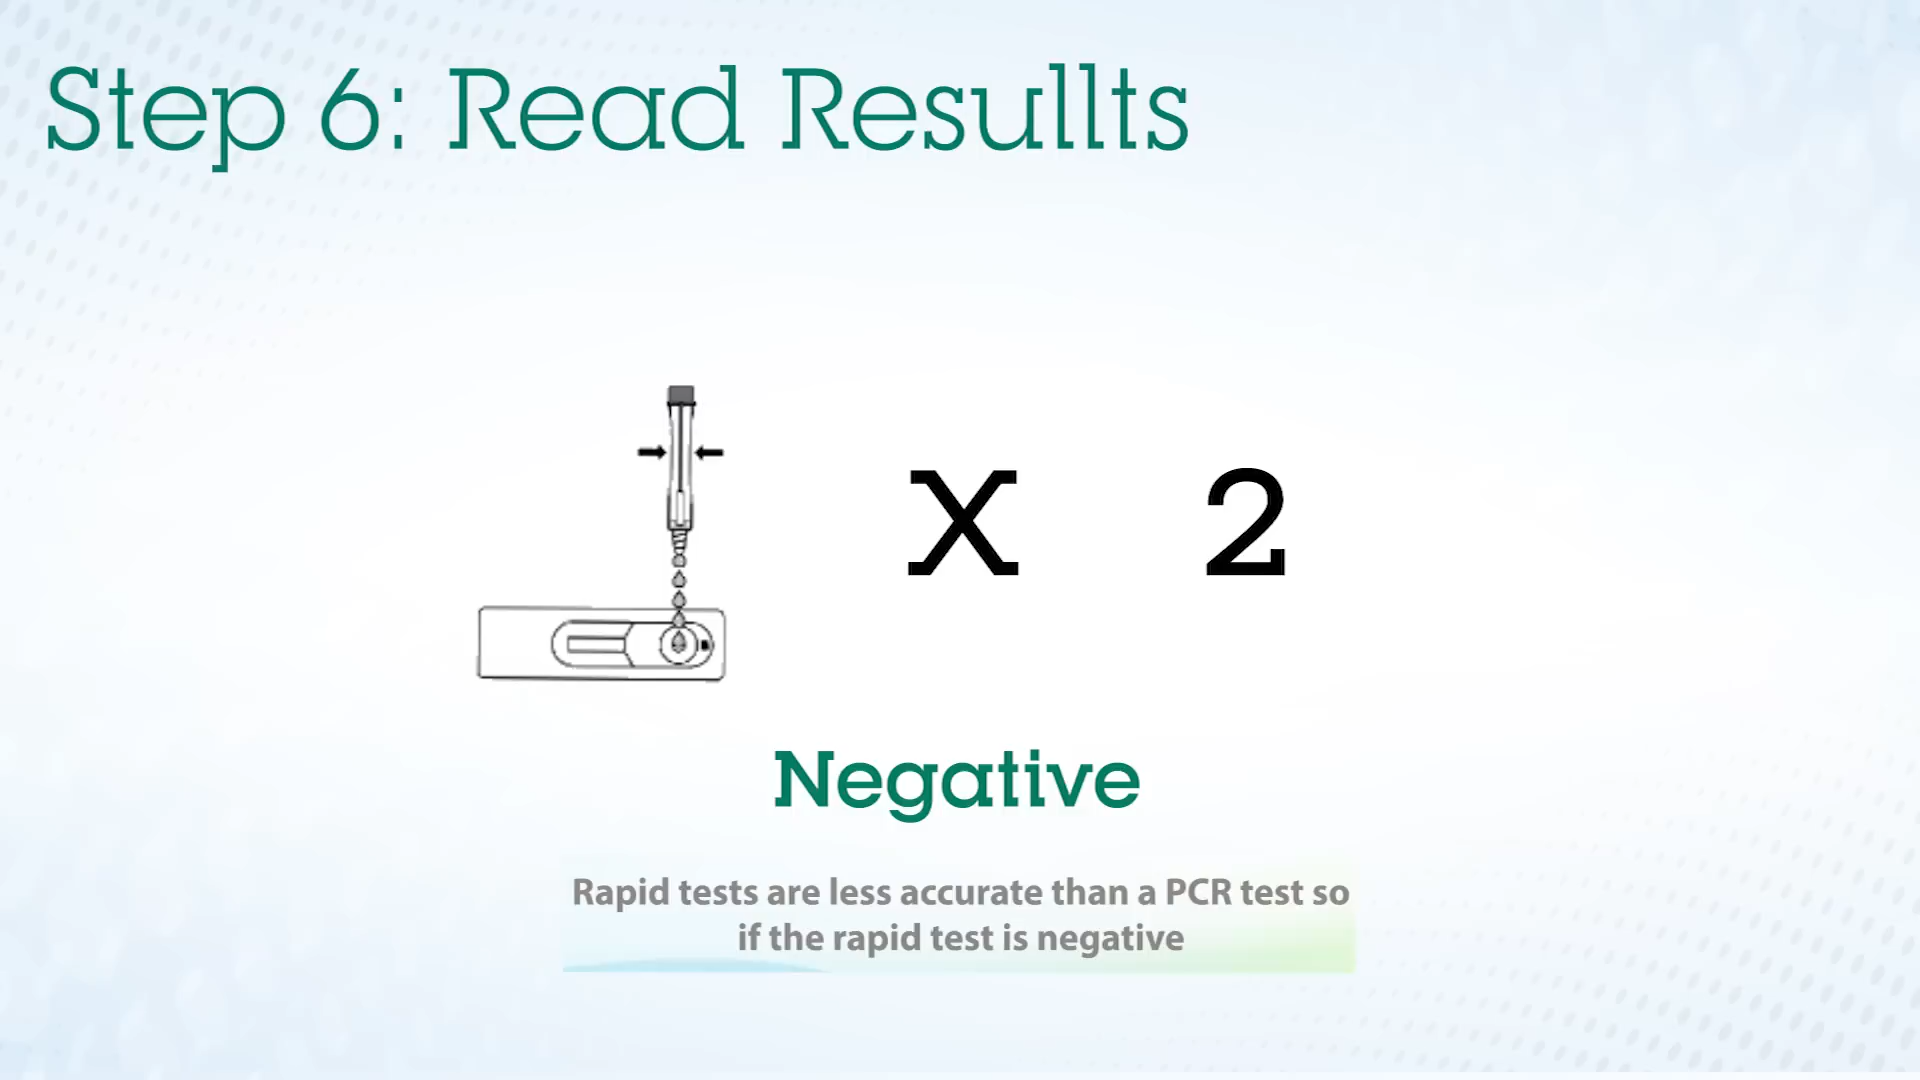 Step 6: Read Resullts
X 2
Negative
Rapid tests are less accurate than a PCR test so
if the rapid test is negative